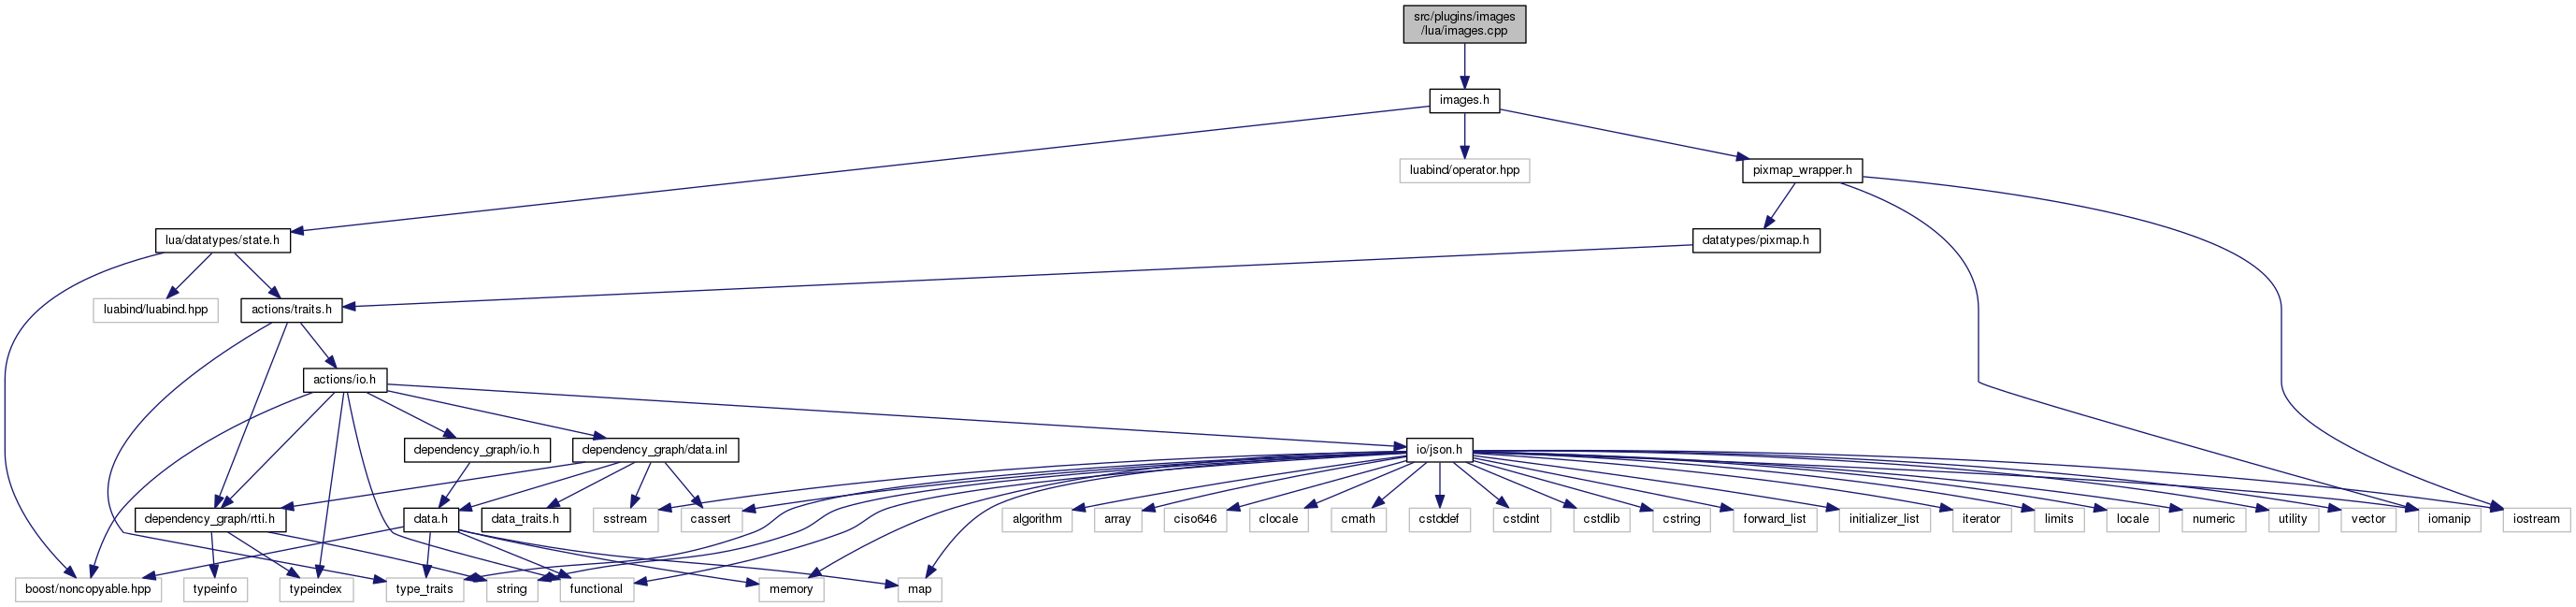 src/plugins/images
/lua/images.cpp
images.h
luabind/operator.hpp
pixmap_wrapper.h
lua/datatypes/state.h
datatypes/pixmap.h
luabind/luabind.hpp
actions/traits.h
actions/io.h
dependency_graph/io.h
dependency_graph/data.inl
io/json.h
dependency_graph/rtti.h
data.h
data_traits.h
sstream
cassert
algorithm
array
ciso646
clocale
cmath
cstddef
cstdint
cstdlib
cstring
forward_list
initializer_list
iterator
limits
locale
numeric
utility
vector
iomanip
iostream
boost/noncopyable.hpp
typeinfo
typeindex
type_traits
string
functional
memory
map